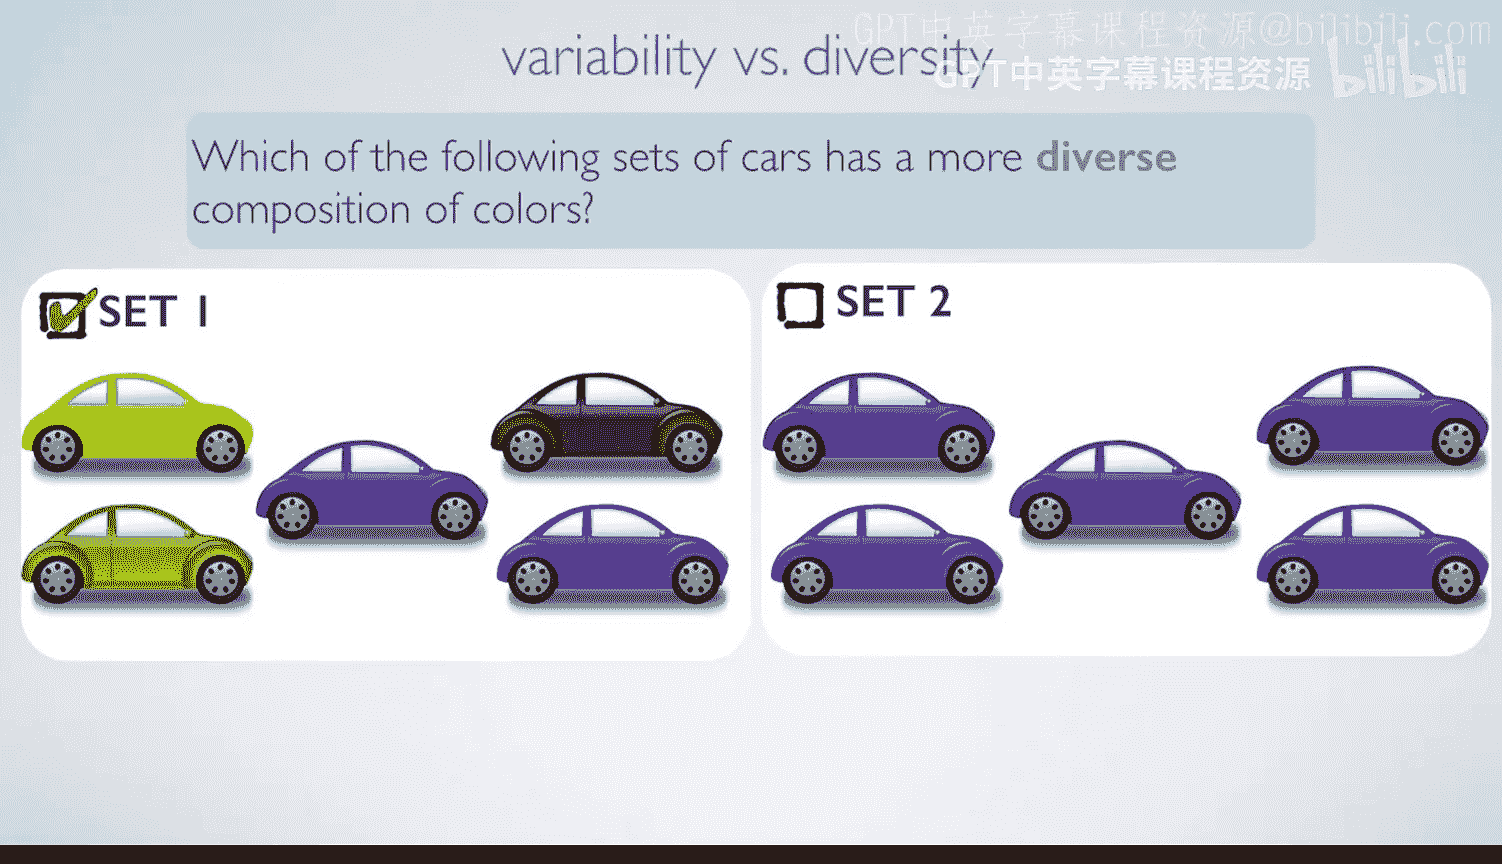 GPT中英字幕课程资源@bilibili.com
variability vs. diversity
GPT中英字幕课程资源 bilibili
Which of the following sets of cars has a more diverse
composition of colors?
SET 1
SET 2